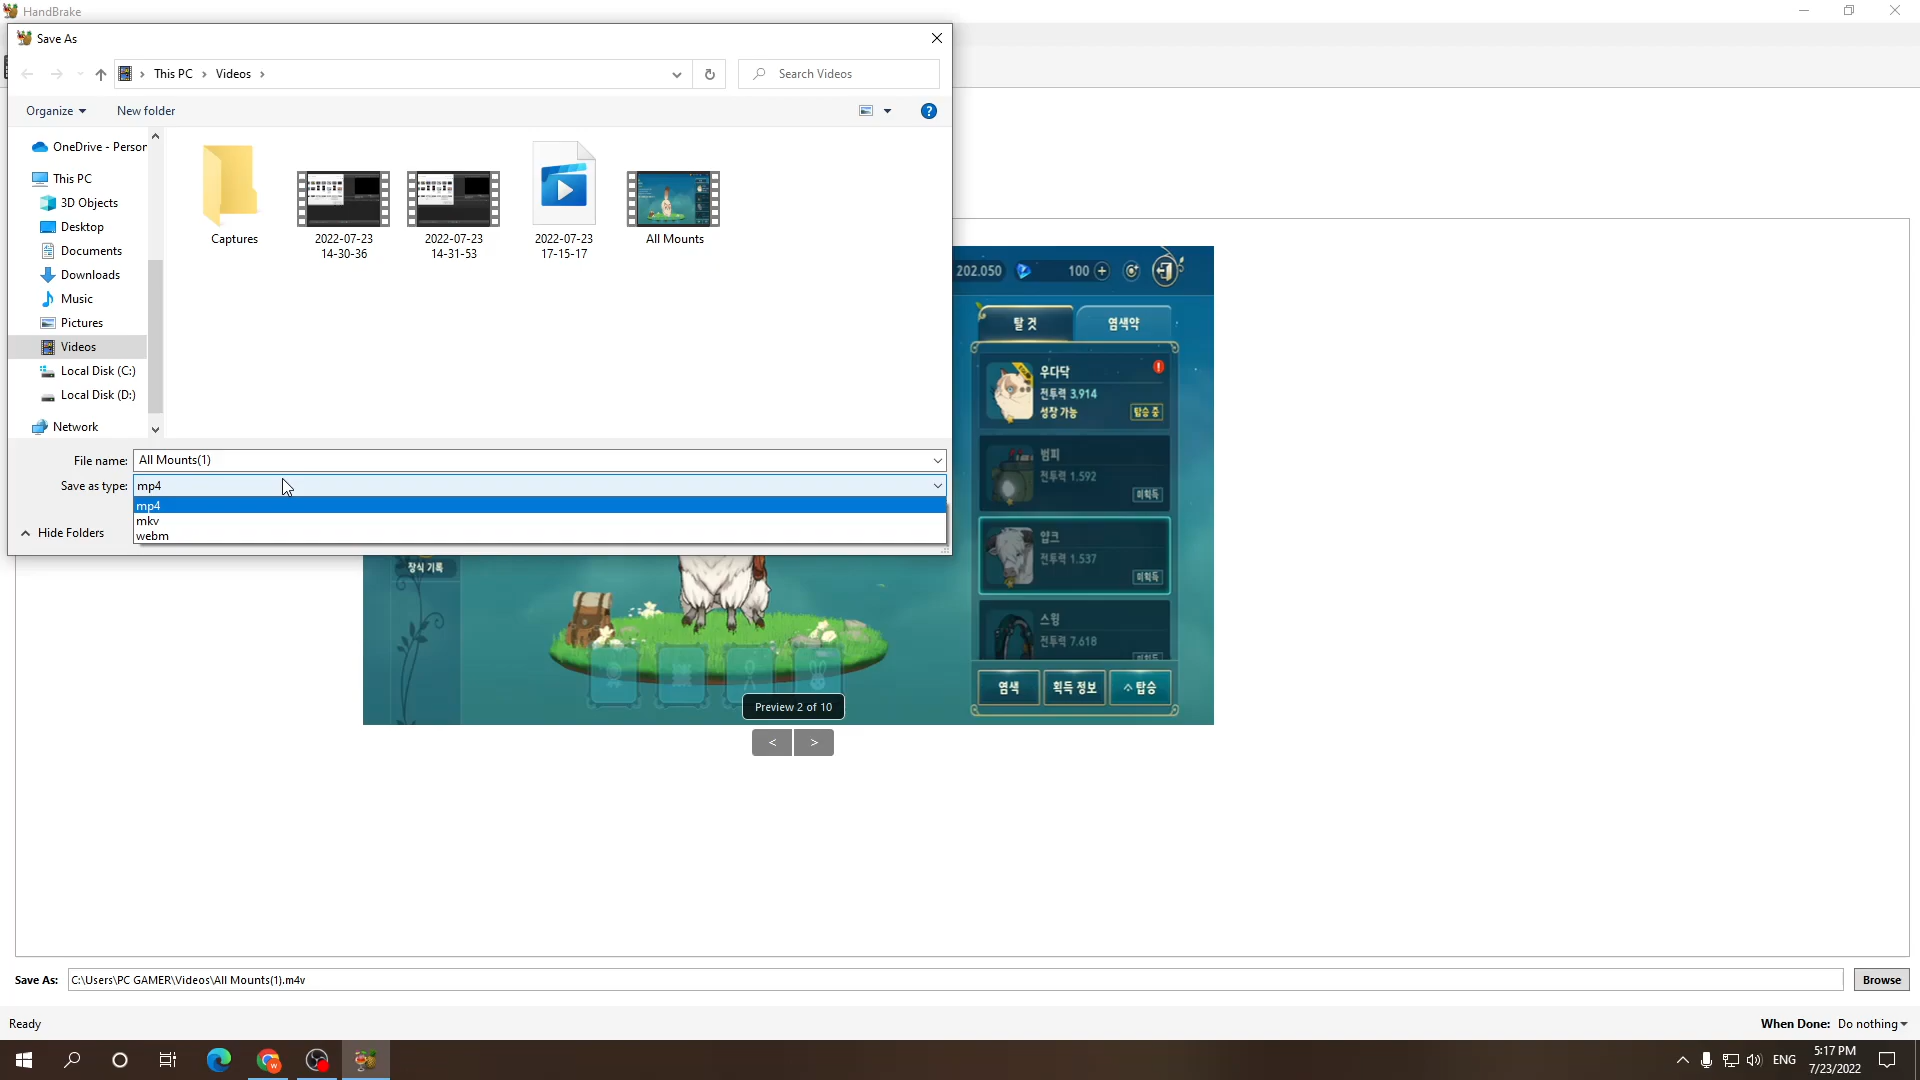 HandBrake
Save As
This PC
Videos
Search Videos
Organize
New folder
OneDrive - Person
This PC
3D Objects
Desktop
Documents
Downloads
Music
Pictures
Videos
Local Disk (C:)
Local Disk (D:)
Network
Captures
2022-07-23
14-30-36
2022-07-23
14-31-53
2022-07-23
17-15-17
All Mounts
File name:
All Mounts(1)
Save as type:
mp4
mp4
mkv
webm
Hide Folders
202.050
100
탈것
염색약
우다닥
전투력 3.914
성장 가능
탑승 중
범피
전투력 1.592
미획득
얌크
전투력 1.537
미획득
스윙
전투력 7.618
미획득
장식 기록
염색
획득 정보
탑승
Preview 2 of 10
<
>
Save As:
C:\Users\PC GAMER\Videos\All Mounts(1).m4v
Browse
Ready
When Done:
Do nothing
ENG
5:17 PM
7/23/2022